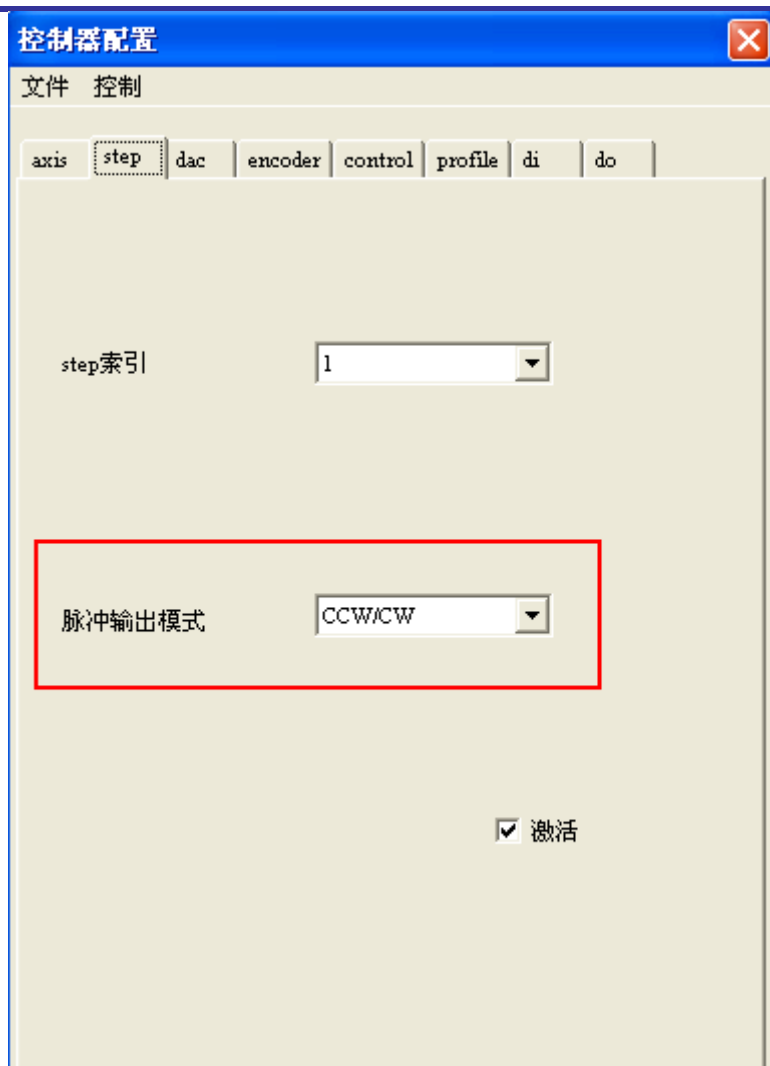 控制器配置
文件 控制
axis step dac encoder control profile di do
step索引 1
脉冲输出模式 CCW/CW
激活